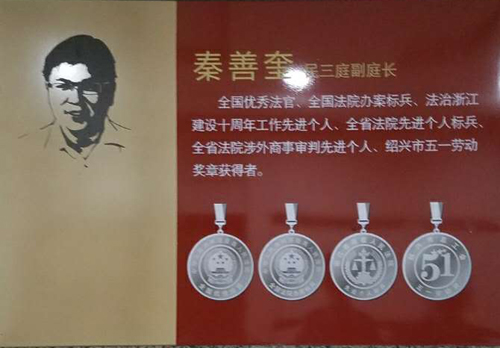 秦善奎 民三庭副庭长
全国优秀法官、全国法院办案标兵、法治浙江
建设十周年工作先进个人、全省法院先进个人标兵、
全省法院涉外商事审判先进个人、绍兴市五一劳动
奖章获得者。
51